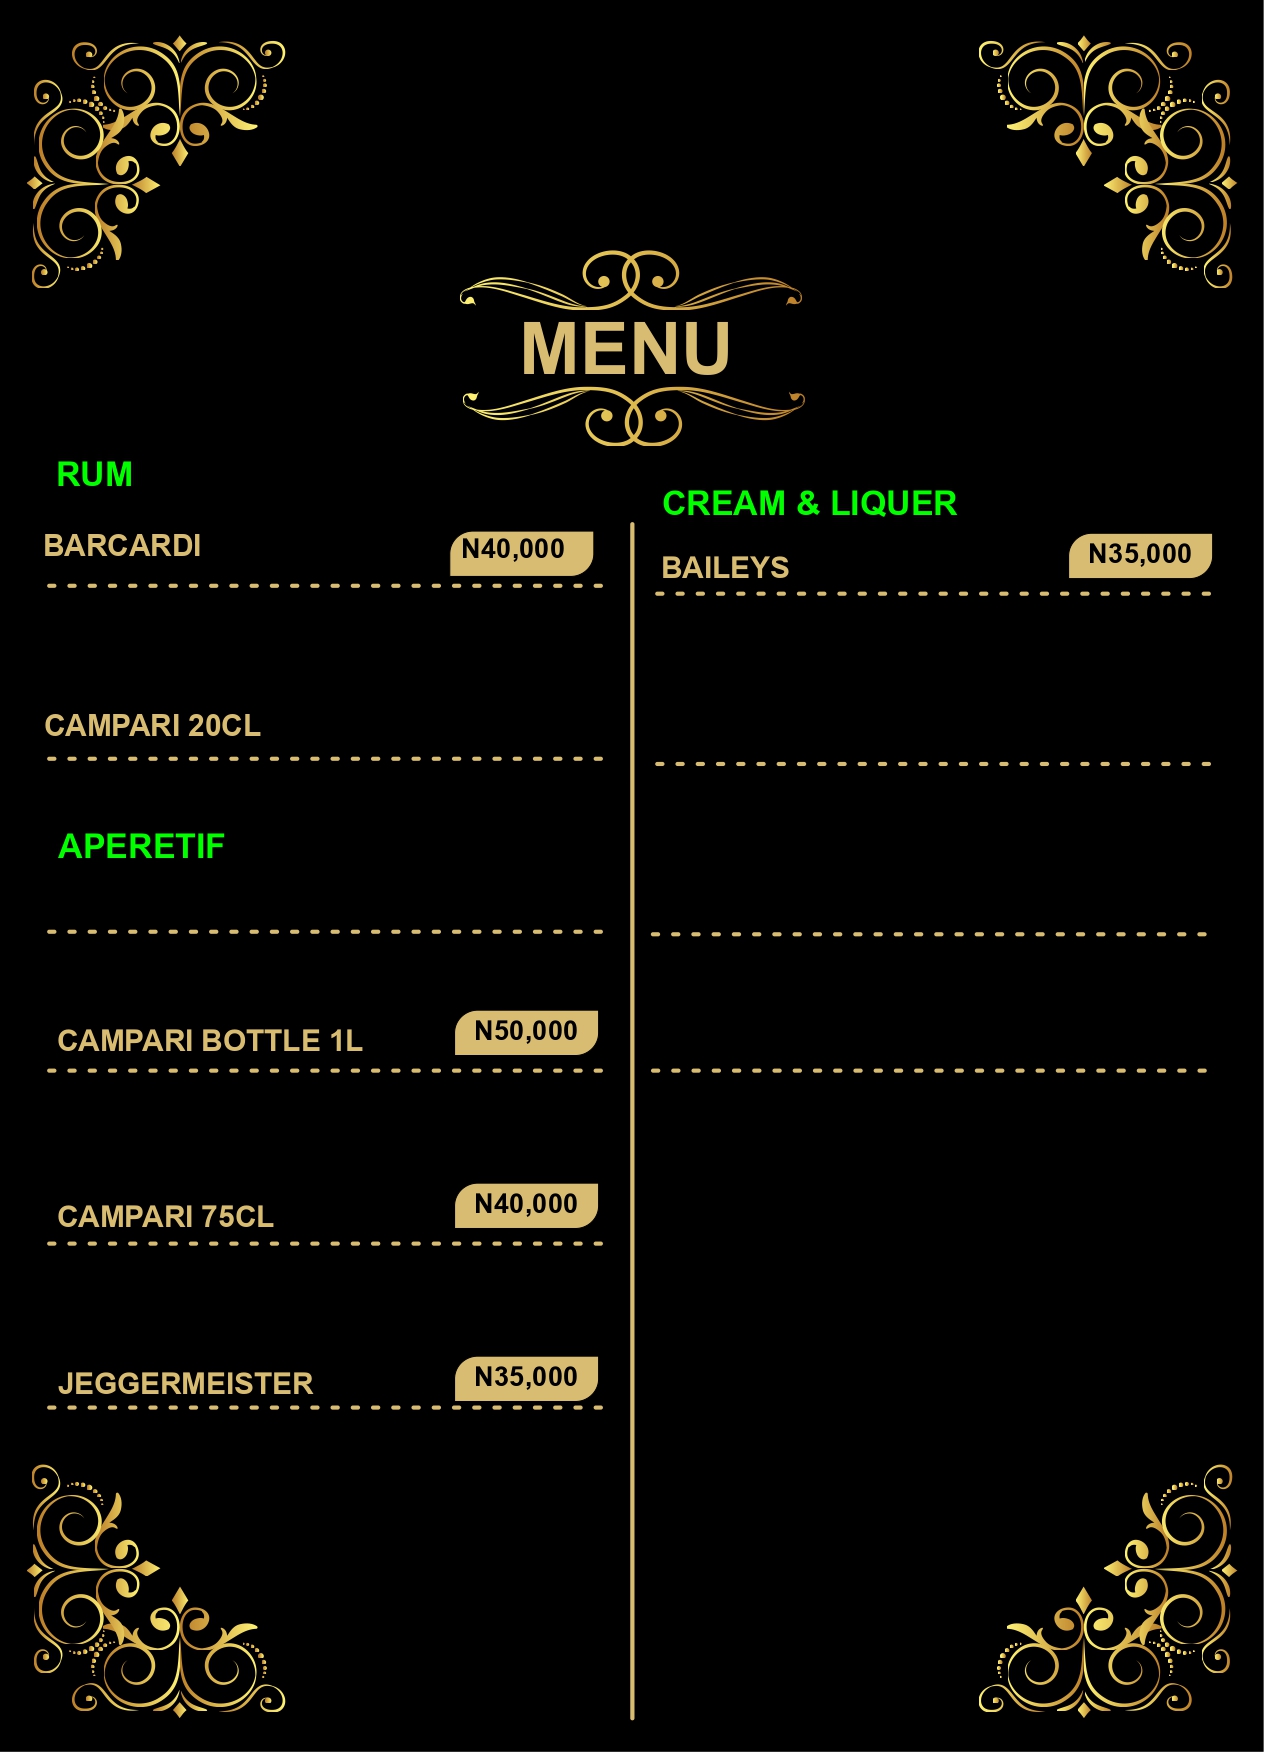 MENU
RUM
BARCARDI N40,000
CAMPARI 20CL
APERETIF
CAMPARI BOTTLE 1L N50,000
CAMPARI 75CL N40,000
JEGGERMEISTER N35,000
CREAM & LIQUER
BAILEYS N35,000